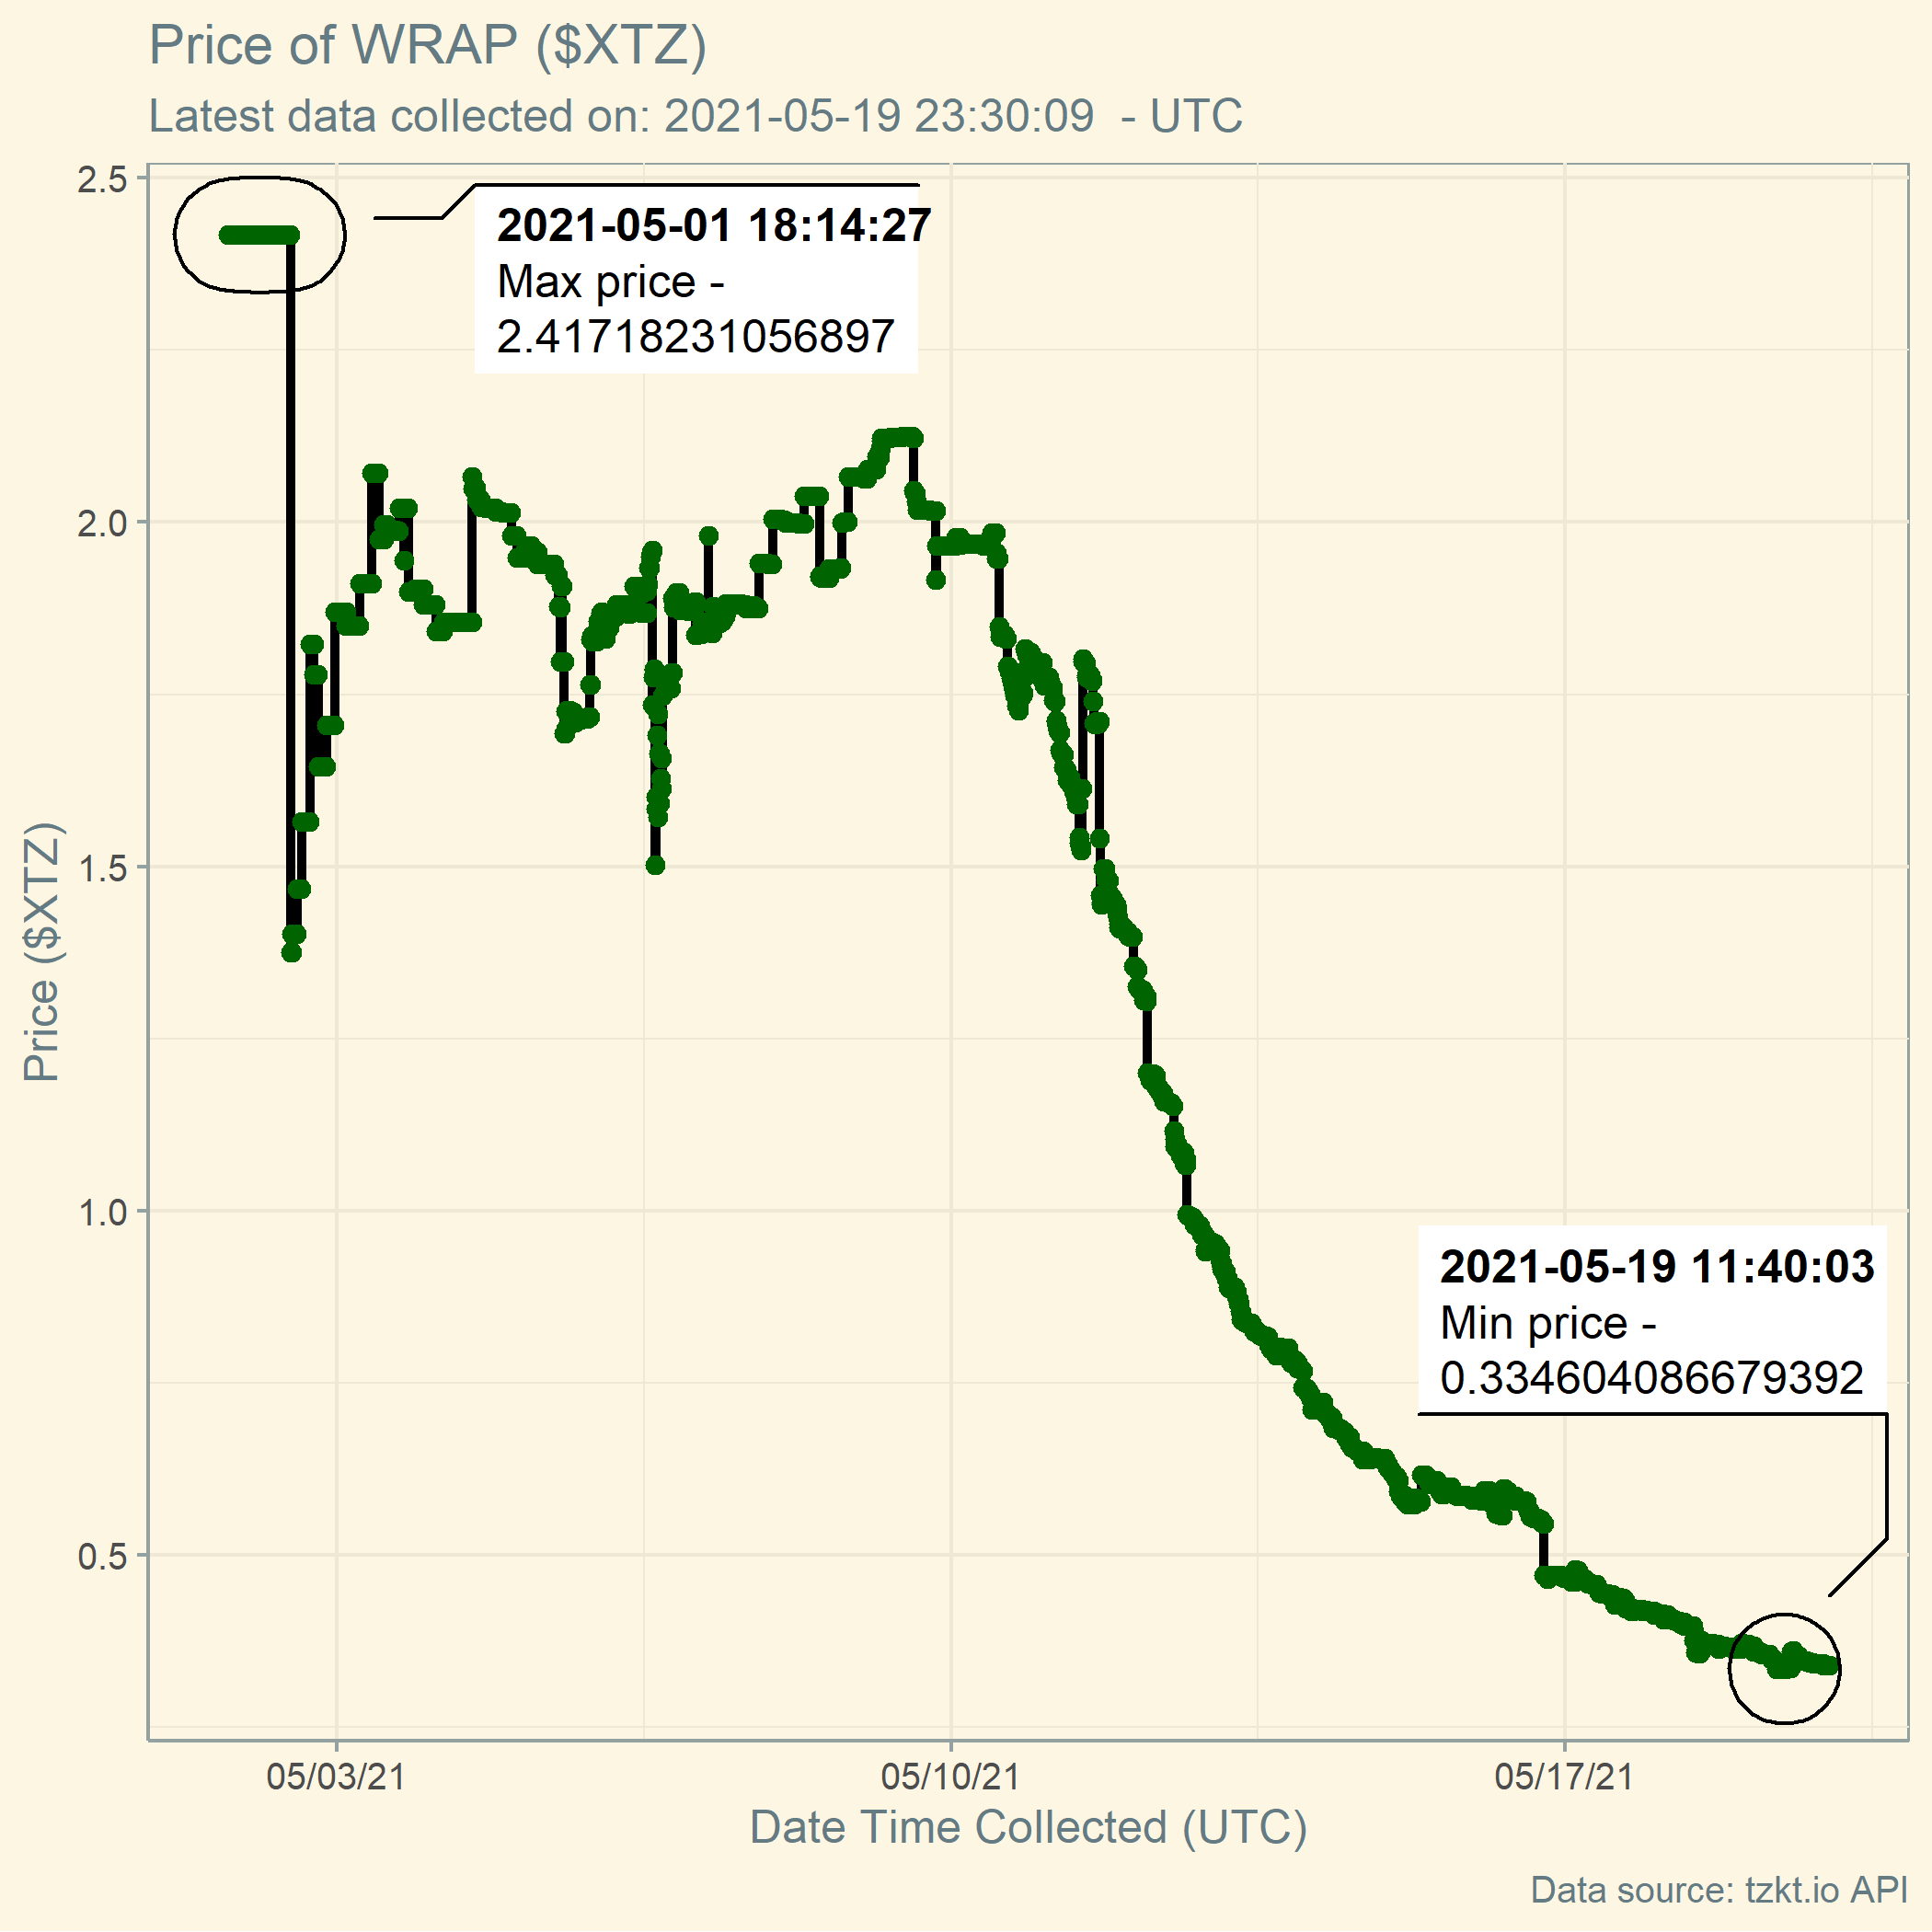 Price of WRAP ($XTZ)
Latest data collected on: 2021-05-19 23:30:09  - UTC
2.5
2021-05-01 18:14:27
Max price -
2.41718231056897
2.0
1.5
Price ($XTZ)
1.0
2021-05-19 11:40:03
Min price -
0.334604086679392
0.5
05/03/21
05/10/21
05/17/21
Date Time Collected (UTC)
Data source: tzkt.io API